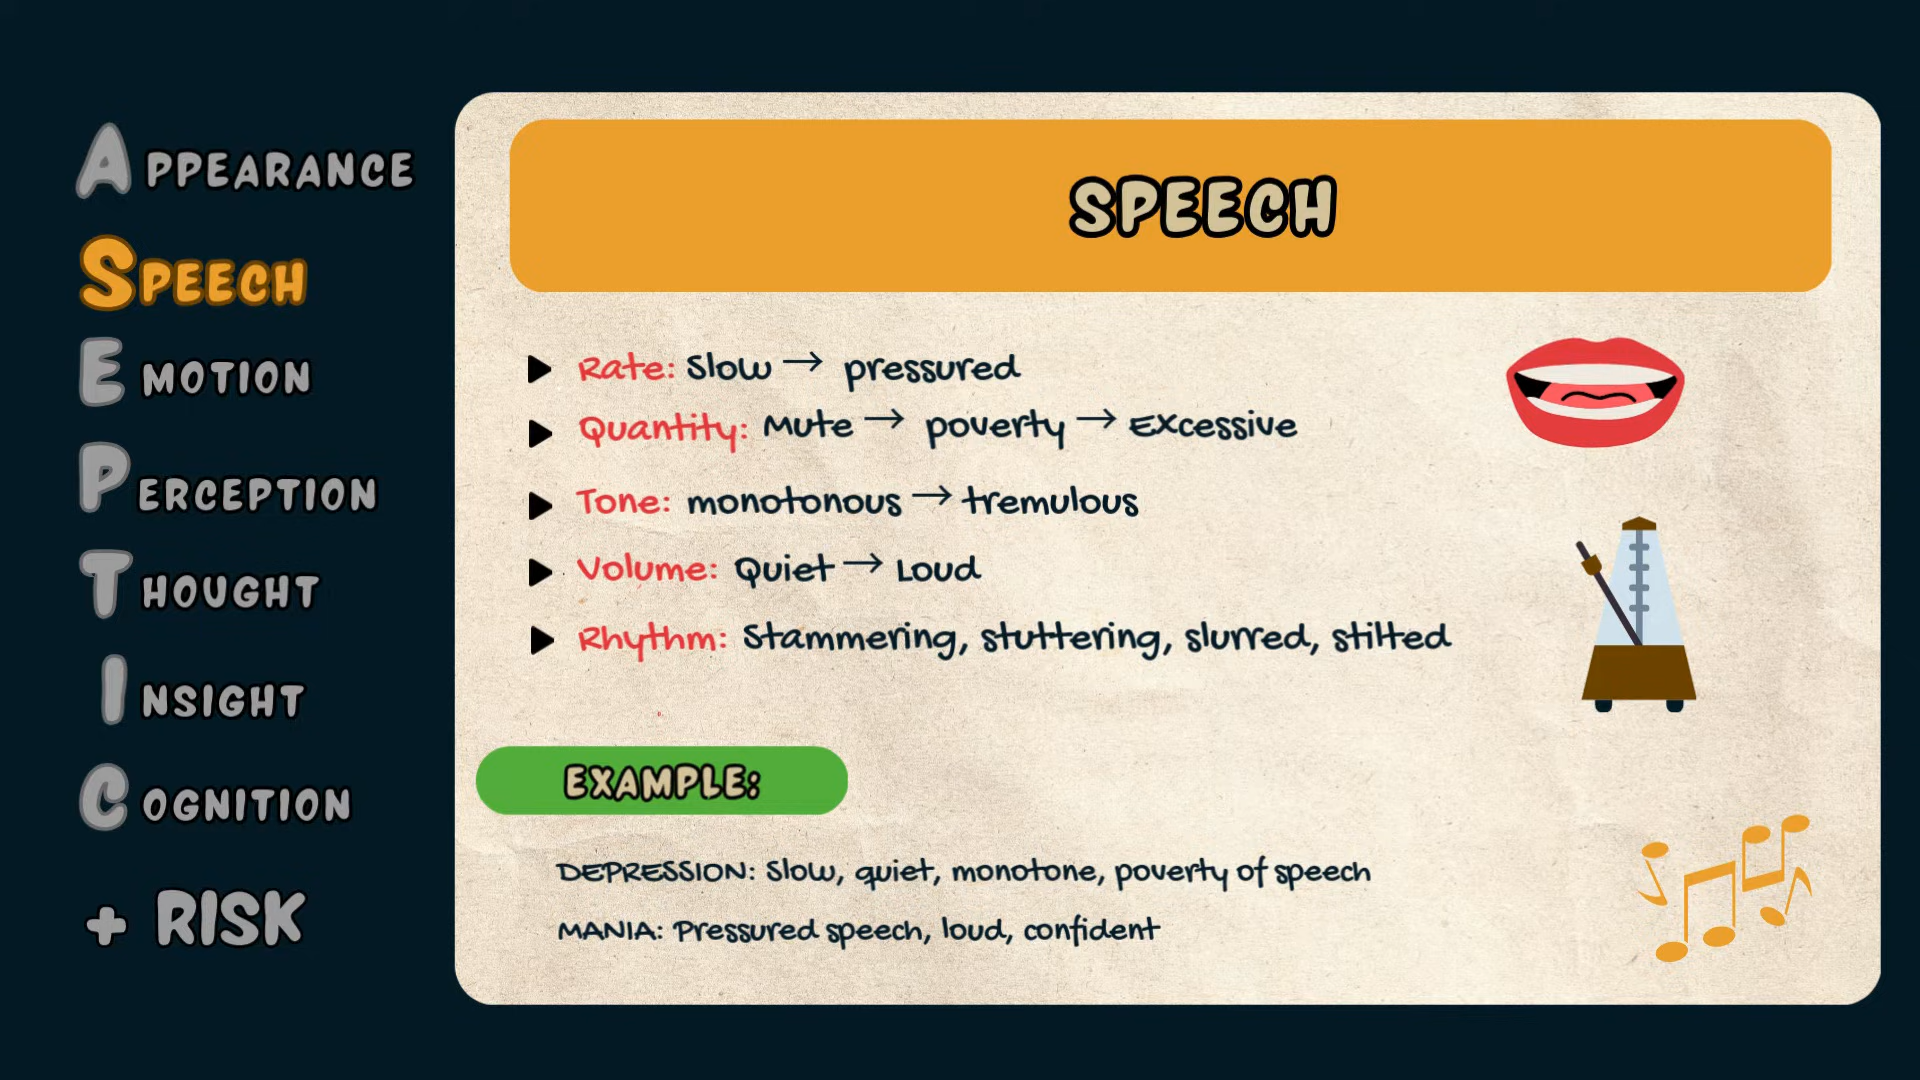 APPEARANCE
SPEECH
EMOTION
PERCEPTION
THOUGHT
INSIGHT
COGNITION
+ RISK
SPEECH
Rate: Slow → pressured
Quantity: Mute → poverty → Excessive
Tone: monotonous → tremulous
Volume: Quiet → Loud
Rhythm: Stammering, stuttering, slurred, stilted
EXAMPLE:
DEPRESSION: Slow, quiet, monotone, poverty of speech
MANIA: Pressured speech, loud, confident